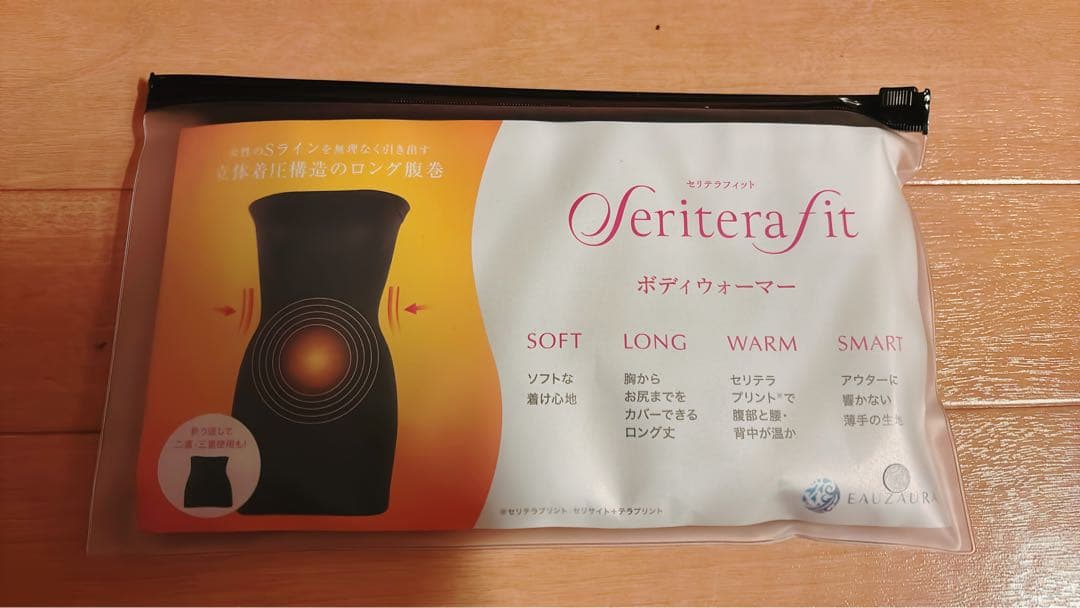 女性のSラインを無理なく引き出す
立体着圧構造のロング腹巻
折り返して
二重・三重使用も!
セリテラフィット
Seriterafit
ボディウォーマー
SOFT
ソフトな
着け心地
LONG
胸から
お尻までを
カバーできる
ロング丈
WARM
セリテラ
プリント※で
腹部と腰・
背中が温か
SMART
アウターに
響かない
薄手の生地
※セリテラプリント セリサイト+テラプリント
EAUZAURA